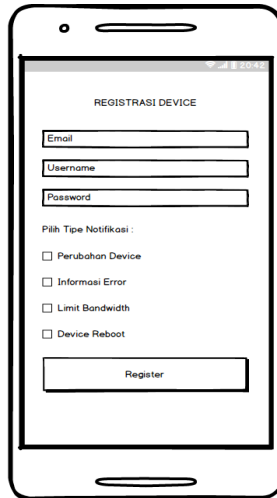 20:42
REGISTRASI DEVICE
Email
Username
Password
Pilih Tipe Notifikasi :
Perubahan Device
Informasi Error
Limit Bandwidth
Device Reboot
Register